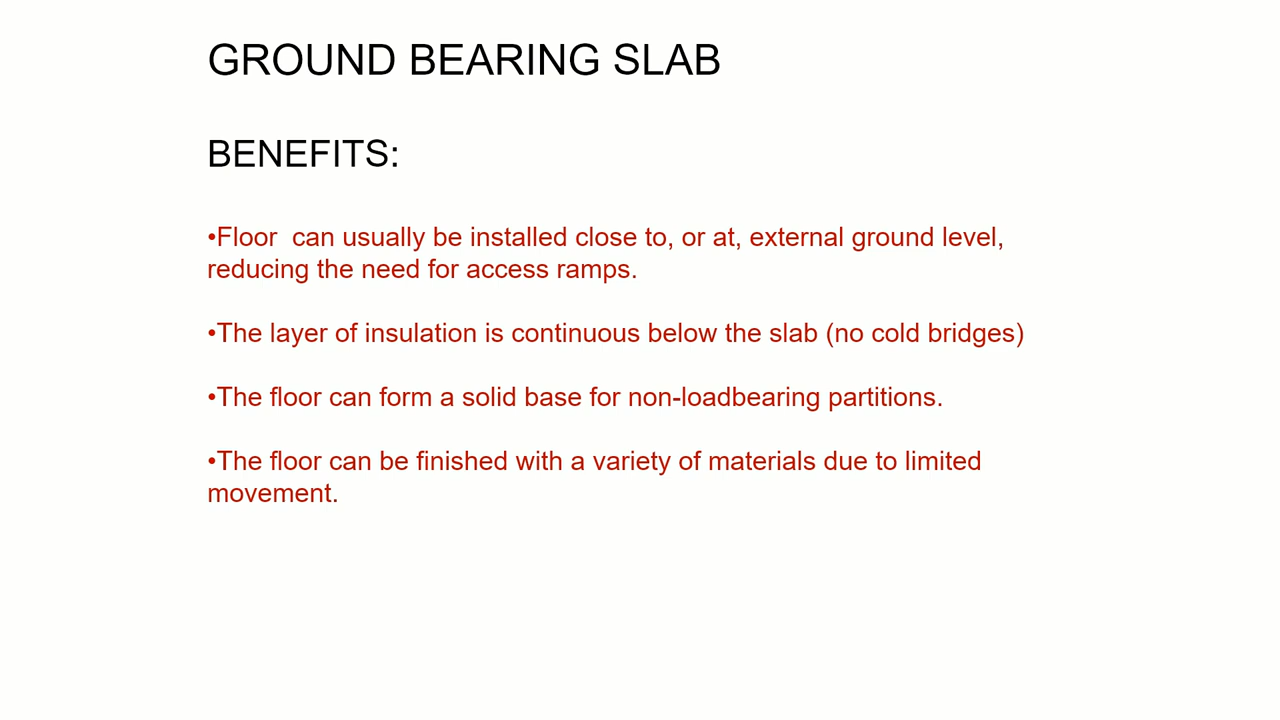 GROUND BEARING SLAB
BENEFITS:
•Floor  can usually be installed close to, or at, external ground level,
reducing the need for access ramps.
•The layer of insulation is continuous below the slab (no cold bridges)
•The floor can form a solid base for non-loadbearing partitions.
•The floor can be finished with a variety of materials due to limited
movement.